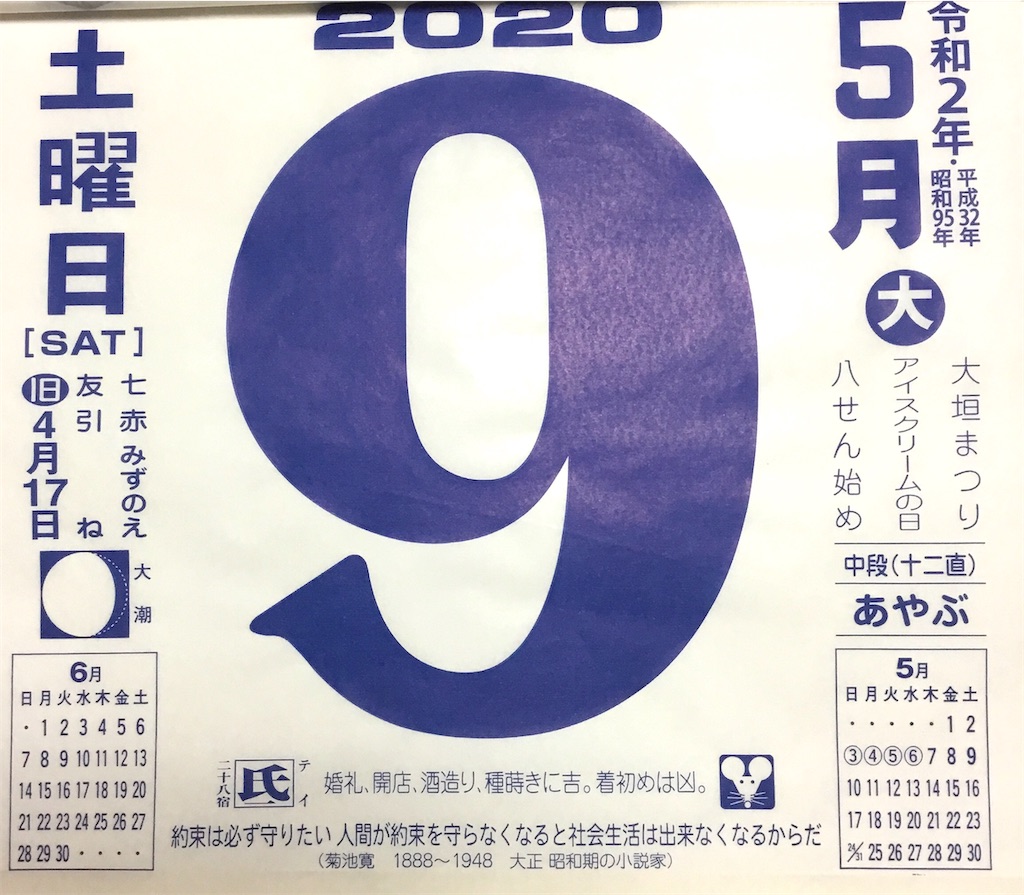 2020
5月
令和2年・平成32年
昭和95年
大
大垣まつり
アイスクリームの日
八せん始め
中段(十二直)
あやぶ
9
土曜日
[SAT]
七赤 みずのえ
友引 ね
旧4月17日
大潮
6月
日月火水木金土
・ 1 2 3 4 5 6
7 8 9 10 11 12 13
14 15 16 17 18 19 20
21 22 23 24 25 26 27
28 29 30 ・ ・ ・ ・
5月
日月火水木金土
・ ・ ・ ・ ・ 1 2
③ ④ ⑤ ⑥ 7 8 9
10 11 12 13 14 15 16
17 18 19 20 21 22 23
24/31 25 26 27 28 29 30
二十八宿 氏 テイ
婚礼、開店、酒造り、種蒔きに吉。着初めは凶。
約束は必ず守りたい 人間が約束を守らなくなると社会生活は出来なくなるからだ
(菊池寛 1888〜1948 大正 昭和期の小説家)